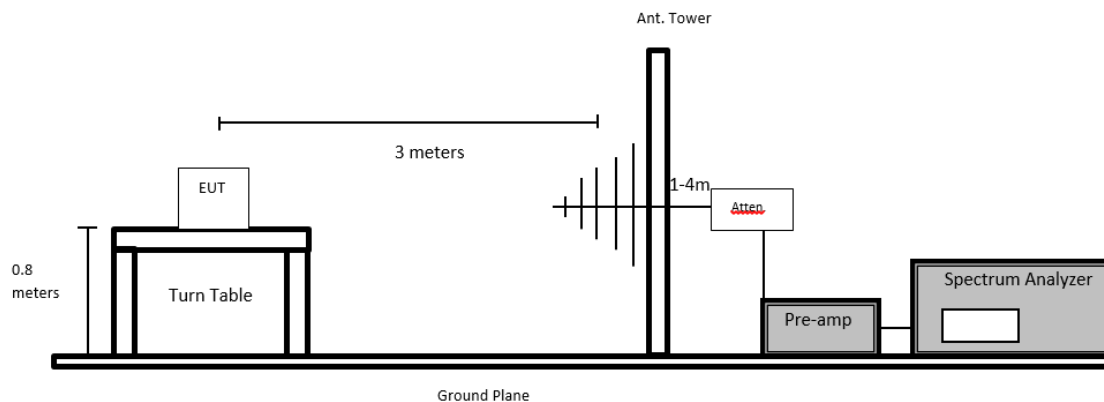 Ant. Tower
3 meters
EUT
1-4m
Atten.
0.8
meters
Turn Table
Spectrum Analyzer
Pre-amp
Ground Plane